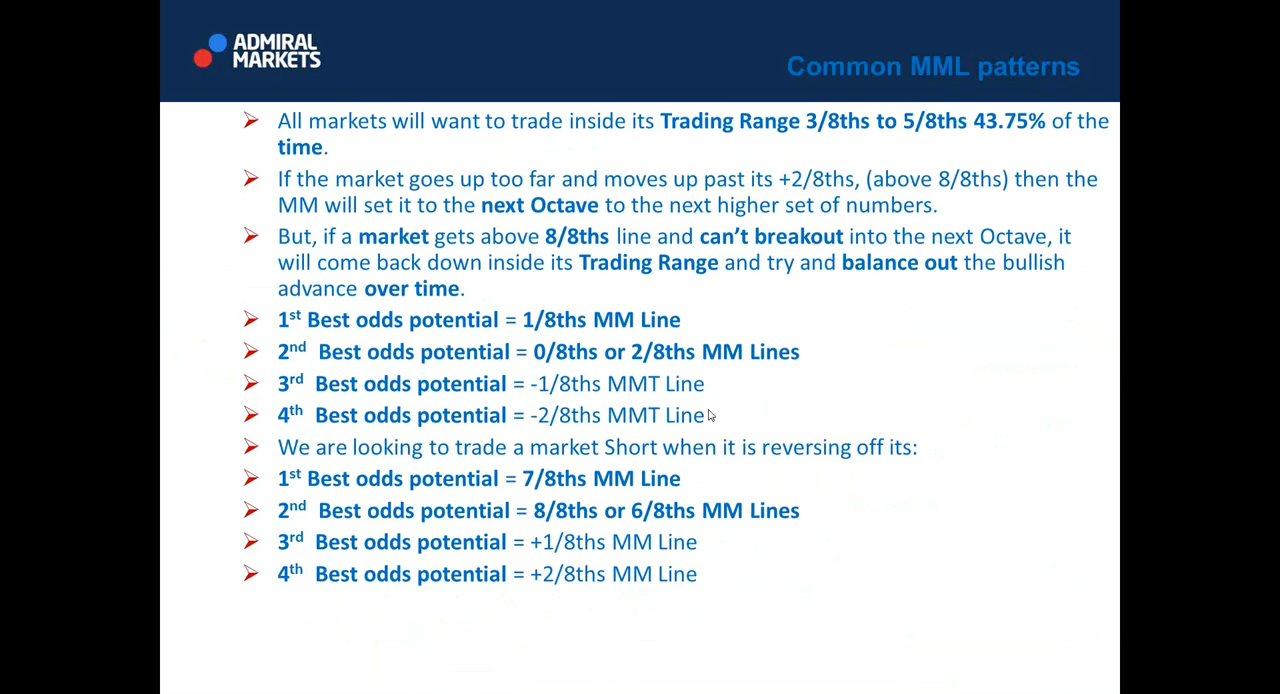 ADMIRAL
MARKETS
Common MML patterns
All markets will want to trade inside its Trading Range 3/8ths to 5/8ths 43.75% of the
time.
If the market goes up too far and moves up past its +2/8ths, (above 8/8ths) then the
MM will set it to the next Octave to the next higher set of numbers.
But, if a market gets above 8/8ths line and can't breakout into the next Octave, it
will come back down inside its Trading Range and try and balance out the bullish
advance over time.
1st Best odds potential = 1/8ths MM Line
2nd Best odds potential = 0/8ths or 2/8ths MM Lines
3rd Best odds potential = -1/8ths MMT Line
4th Best odds potential = -2/8ths MMT Line
We are looking to trade a market Short when it is reversing off its:
1st Best odds potential = 7/8ths MM Line
2nd Best odds potential = 8/8ths or 6/8ths MM Lines
3rd Best odds potential = +1/8ths MM Line
4th Best odds potential = +2/8ths MM Line